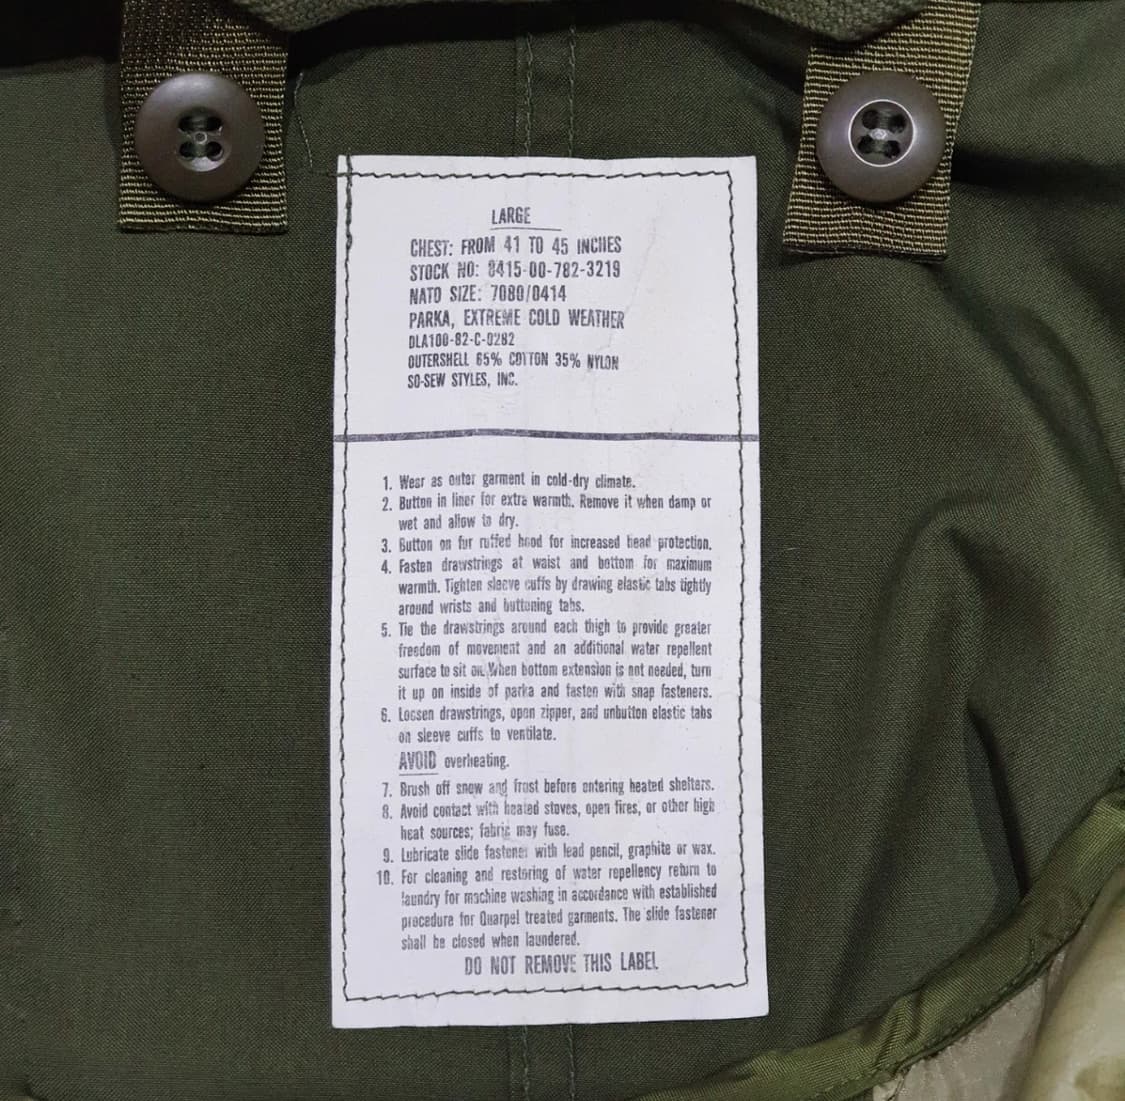 LARGE
CHEST: FROM 41 TO 45 INCHES
STOCK NO: 8415-00-782-3219
NATO SIZE: 7080/0414
PARKA, EXTREME COLD WEATHER
DLA100-82-C-0282
OUTERSHELL 65% COTTON 35% NYLON
SO-SEW STYLES, INC.
1. Wear as outer garment in cold-dry climate.
2. Button in liner for extra warmth. Remove it when damp or
wet and allow to dry.
3. Button on fur ruffed hood for increased head protection.
4. Fasten drawstrings at waist and bottom for maximum
warmth. Tighten sleeve cuffs by drawing elastic tabs tightly
around wrists and buttoning tabs.
5. Tie the drawstrings around each thigh to provide greater
freedom of movement and an additional water repellent
surface to sit on. When bottom extension is not needed, turn
it up on inside of parka and fasten with snap fasteners.
6. Loosen drawstrings, open zipper, and unbutton elastic tabs
on sleeve cuffs to ventilate.
AVOID overheating.
7. Brush off snow and frost before entering heated shelters.
8. Avoid contact with heated stoves, open fires, or other high
heat sources; fabric may fuse.
9. Lubricate slide fastener with lead pencil, graphite or wax.
10. For cleaning and restoring of water repellency return to
laundry for machine washing in accordance with established
procedure for Quarpel treated garments. The slide fastener
shall be closed when laundered.
DO NOT REMOVE THIS LABEL